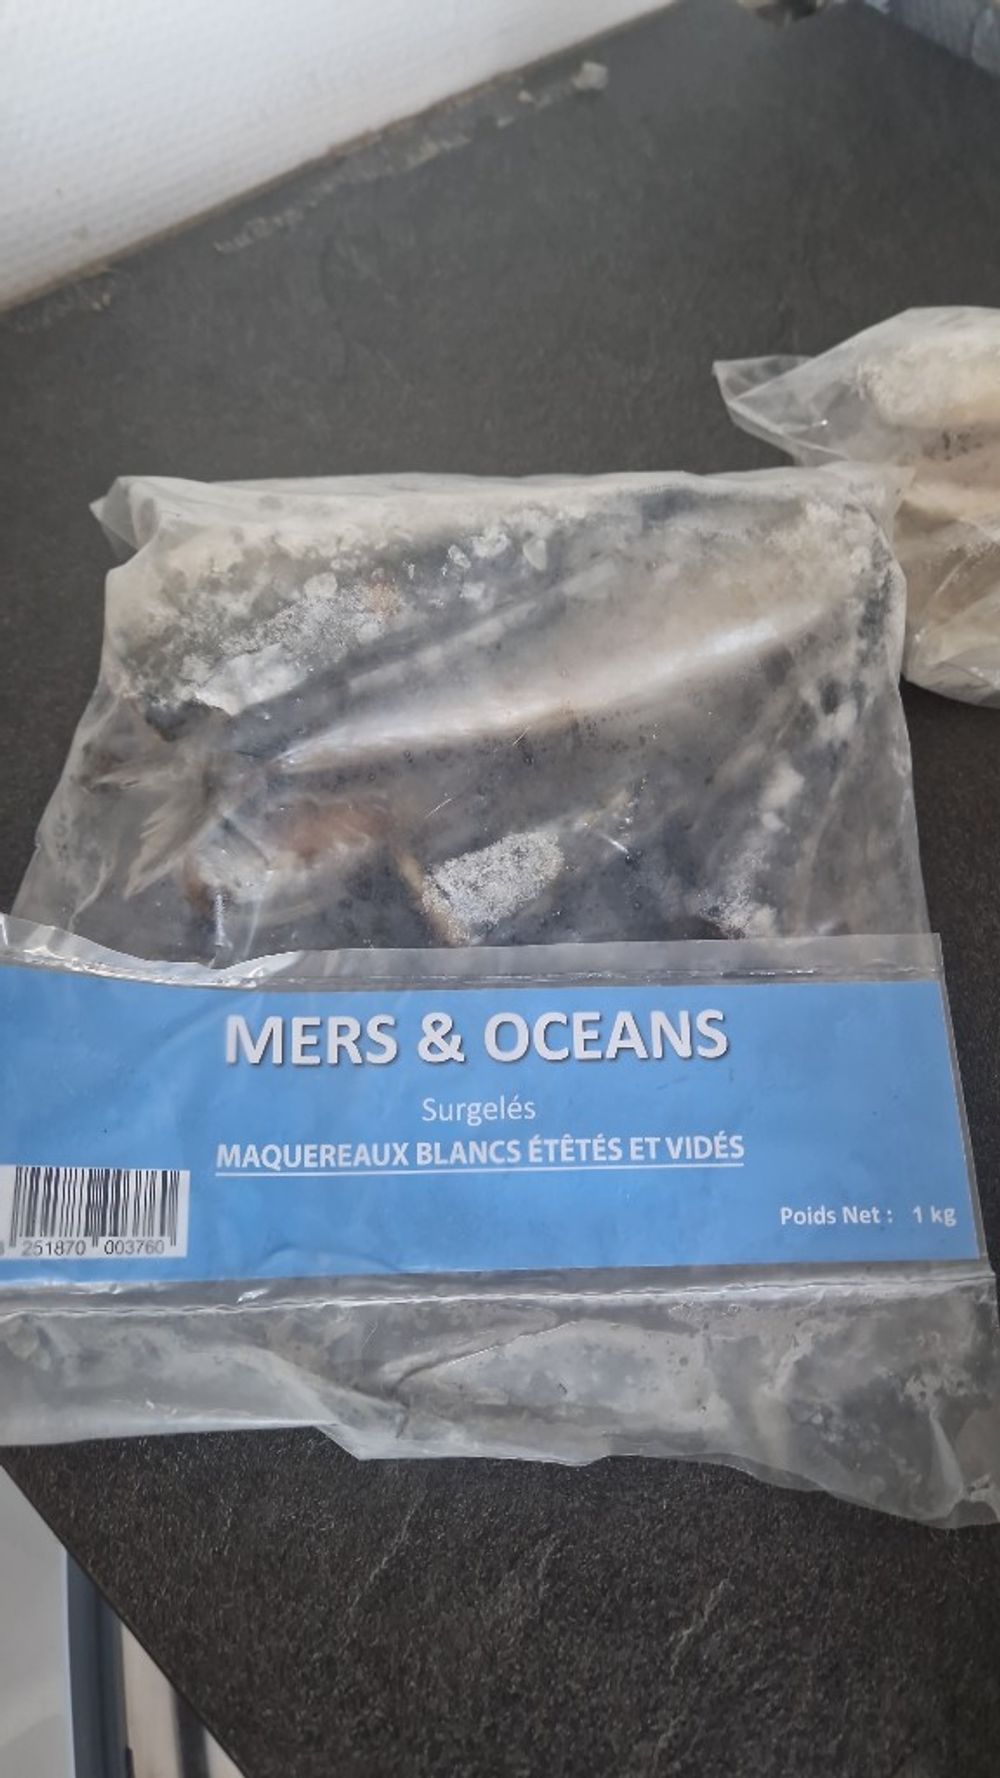 MERS & OCEANS
Surgelés
MAQUEREAUX BLANCS ÉTÊTÉS ET VIDÉS
Poids Net : 1 kg
251870 003760